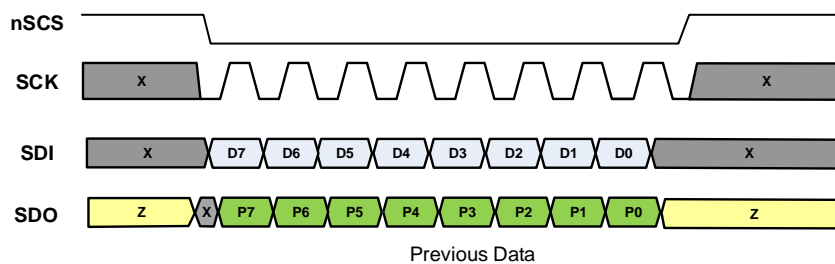 nSCS
SCK X X
SDI X D7 D6 D5 D4 D3 D2 D1 D0 X
SDO Z X P7 P6 P5 P4 P3 P2 P1 P0 Z
Previous Data